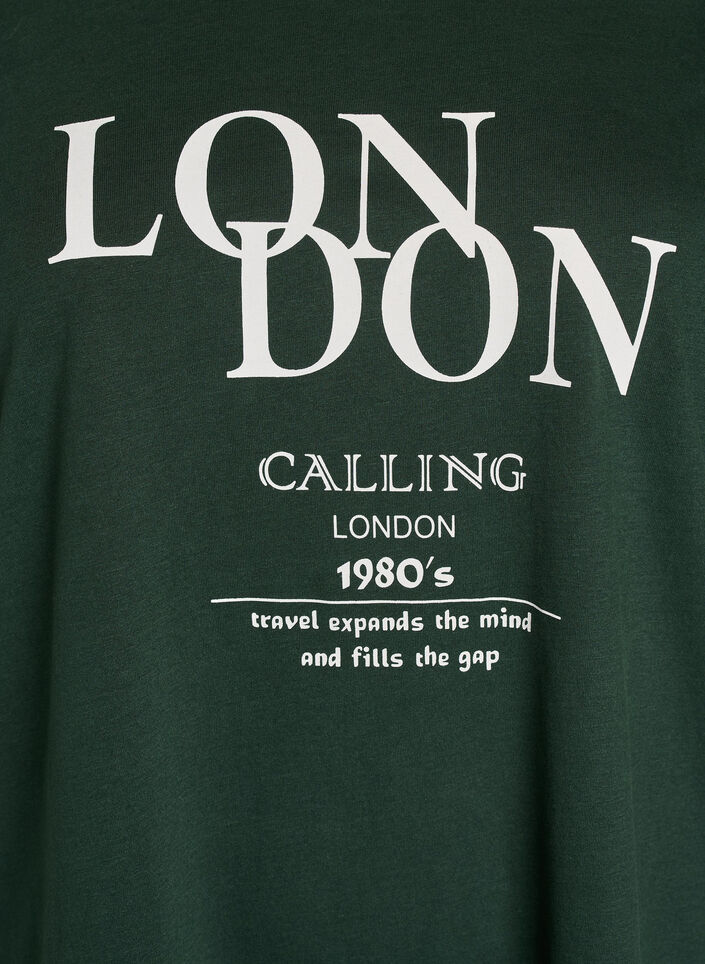 LON
DON
CALLING
LONDON
1980's
travel expands the mind
and fills the gap